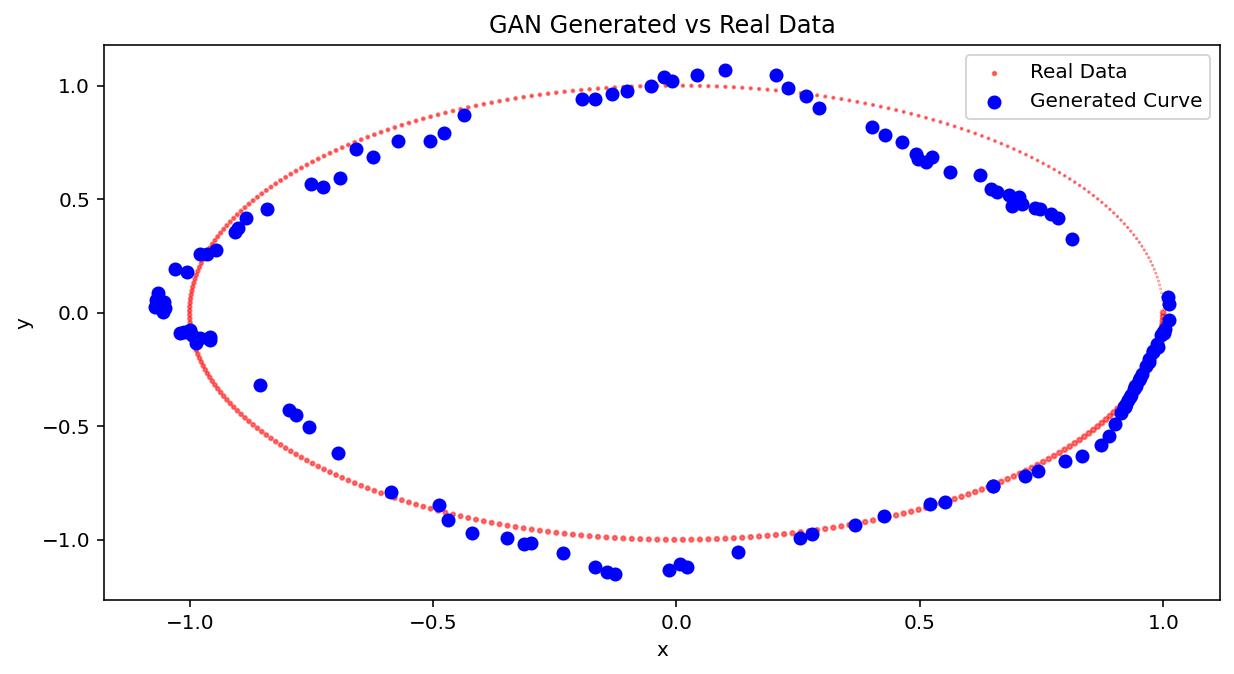 GAN Generated vs Real Data
Real Data
Generated Curve
1.0
0.5
0.0
−0.5
−1.0
y
−1.0 −0.5 0.0 0.5 1.0
x